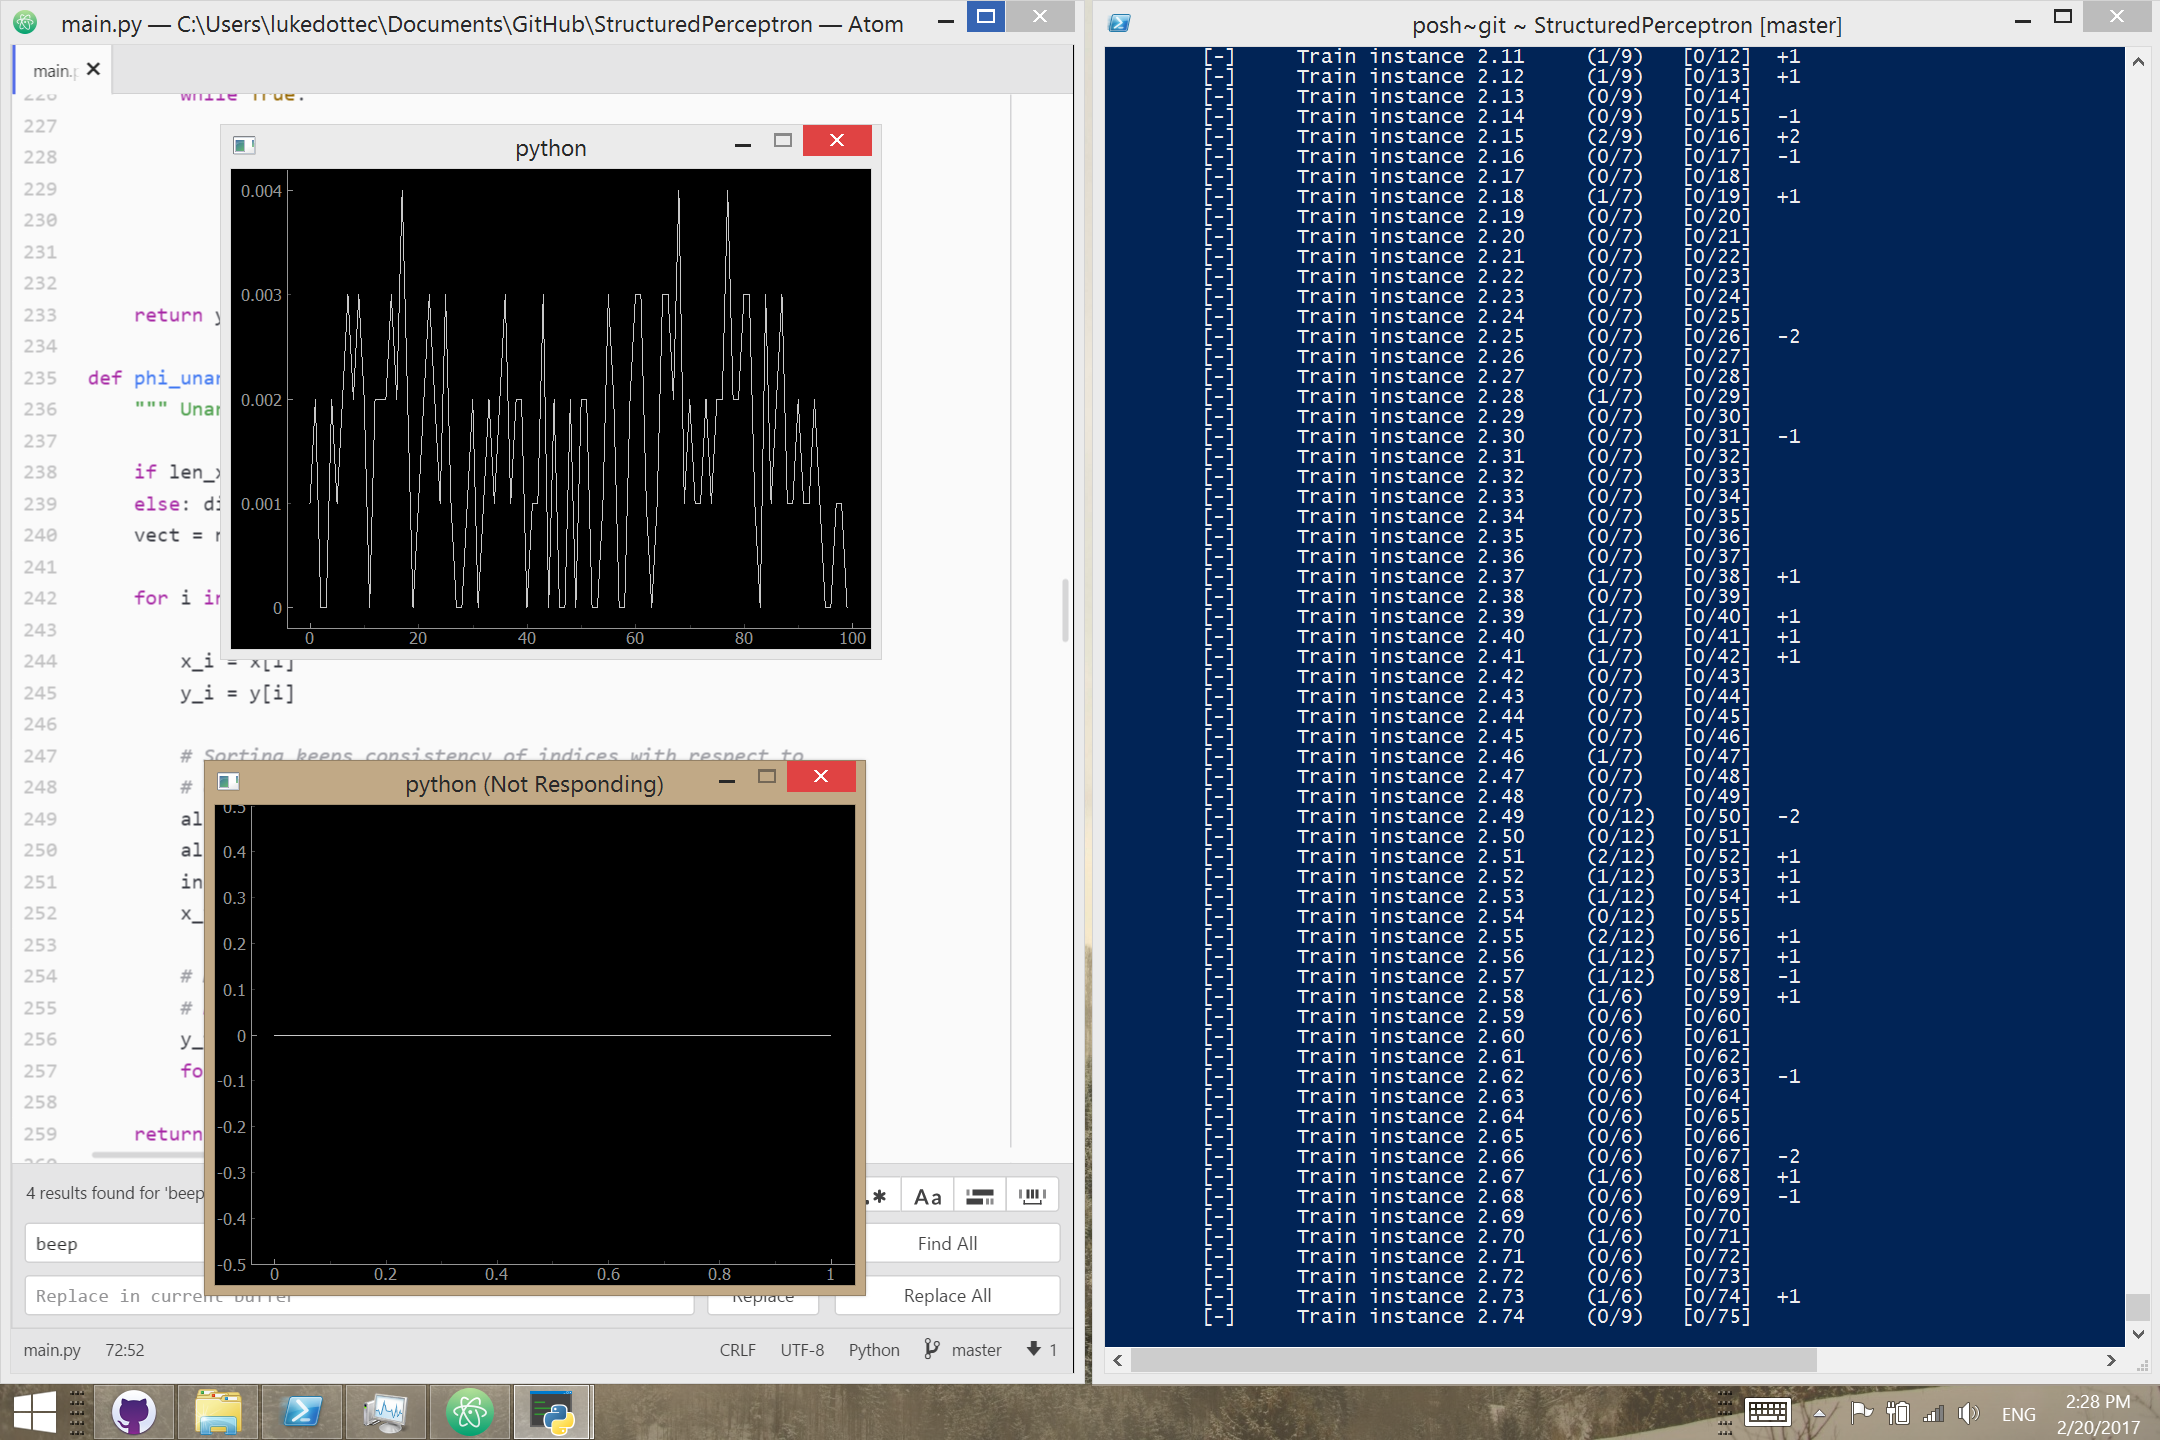 main.py — C:\Users\lukedottec\Documents\GitHub\StructuredPerceptron — Atom
main.p
226 while True:
227
228
229
230
231
232
233 return y
234
235 def phi_unar
236 """ Unar
237
238 if len_x
239 else: di
240 vect = n
241
242 for i in
243
244 x_i = x[i]
245 y_i = y[i]
246
247 # Sorting keeps consistency of indices with respect to
248 #
249 al
250 al
251 in
252 x_
253
254 #
255 #
256 y_
257 fo
258
259 return
260
python
0.004
0.003
0.002
0.001
0
0 20 40 60 80 100
python (Not Responding)
0.5
0.4
0.3
0.2
0.1
0
-0.1
-0.2
-0.3
-0.4
-0.5
0 0.2 0.4 0.6 0.8 1
4 results found for 'beep
.* Aa
beep
Find All
Replace in current buffer
Replace
Replace All
main.py 72:52 CRLF UTF-8 Python master 1
posh~git ~ StructuredPerceptron [master]
[-] Train instance 2.11 (1/9) [0/12] +1
[-] Train instance 2.12 (1/9) [0/13] +1
[-] Train instance 2.13 (0/9) [0/14]
[-] Train instance 2.14 (0/9) [0/15] -1
[-] Train instance 2.15 (2/9) [0/16] +2
[-] Train instance 2.16 (0/7) [0/17] -1
[-] Train instance 2.17 (0/7) [0/18]
[-] Train instance 2.18 (1/7) [0/19] +1
[-] Train instance 2.19 (0/7) [0/20]
[-] Train instance 2.20 (0/7) [0/21]
[-] Train instance 2.21 (0/7) [0/22]
[-] Train instance 2.22 (0/7) [0/23]
[-] Train instance 2.23 (0/7) [0/24]
[-] Train instance 2.24 (0/7) [0/25]
[-] Train instance 2.25 (0/7) [0/26] -2
[-] Train instance 2.26 (0/7) [0/27]
[-] Train instance 2.27 (0/7) [0/28]
[-] Train instance 2.28 (1/7) [0/29]
[-] Train instance 2.29 (0/7) [0/30]
[-] Train instance 2.30 (0/7) [0/31] -1
[-] Train instance 2.31 (0/7) [0/32]
[-] Train instance 2.32 (0/7) [0/33]
[-] Train instance 2.33 (0/7) [0/34]
[-] Train instance 2.34 (0/7) [0/35]
[-] Train instance 2.35 (0/7) [0/36]
[-] Train instance 2.36 (0/7) [0/37]
[-] Train instance 2.37 (1/7) [0/38] +1
[-] Train instance 2.38 (0/7) [0/39]
[-] Train instance 2.39 (1/7) [0/40] +1
[-] Train instance 2.40 (1/7) [0/41] +1
[-] Train instance 2.41 (1/7) [0/42] +1
[-] Train instance 2.42 (0/7) [0/43]
[-] Train instance 2.43 (0/7) [0/44]
[-] Train instance 2.44 (0/7) [0/45]
[-] Train instance 2.45 (0/7) [0/46]
[-] Train instance 2.46 (1/7) [0/47]
[-] Train instance 2.47 (0/7) [0/48]
[-] Train instance 2.48 (0/7) [0/49]
[-] Train instance 2.49 (0/12) [0/50] -2
[-] Train instance 2.50 (0/12) [0/51]
[-] Train instance 2.51 (2/12) [0/52] +1
[-] Train instance 2.52 (1/12) [0/53] +1
[-] Train instance 2.53 (1/12) [0/54] +1
[-] Train instance 2.54 (0/12) [0/55]
[-] Train instance 2.55 (2/12) [0/56] +1
[-] Train instance 2.56 (1/12) [0/57] +1
[-] Train instance 2.57 (1/12) [0/58] -1
[-] Train instance 2.58 (1/6) [0/59] +1
[-] Train instance 2.59 (0/6) [0/60]
[-] Train instance 2.60 (0/6) [0/61]
[-] Train instance 2.61 (0/6) [0/62]
[-] Train instance 2.62 (0/6) [0/63] -1
[-] Train instance 2.63 (0/6) [0/64]
[-] Train instance 2.64 (0/6) [0/65]
[-] Train instance 2.65 (0/6) [0/66]
[-] Train instance 2.66 (0/6) [0/67] -2
[-] Train instance 2.67 (1/6) [0/68] +1
[-] Train instance 2.68 (0/6) [0/69] -1
[-] Train instance 2.69 (0/6) [0/70]
[-] Train instance 2.70 (1/6) [0/71]
[-] Train instance 2.71 (0/6) [0/72]
[-] Train instance 2.72 (0/6) [0/73]
[-] Train instance 2.73 (1/6) [0/74] +1
[-] Train instance 2.74 (0/9) [0/75]
ENG
2:28 PM
2/20/2017